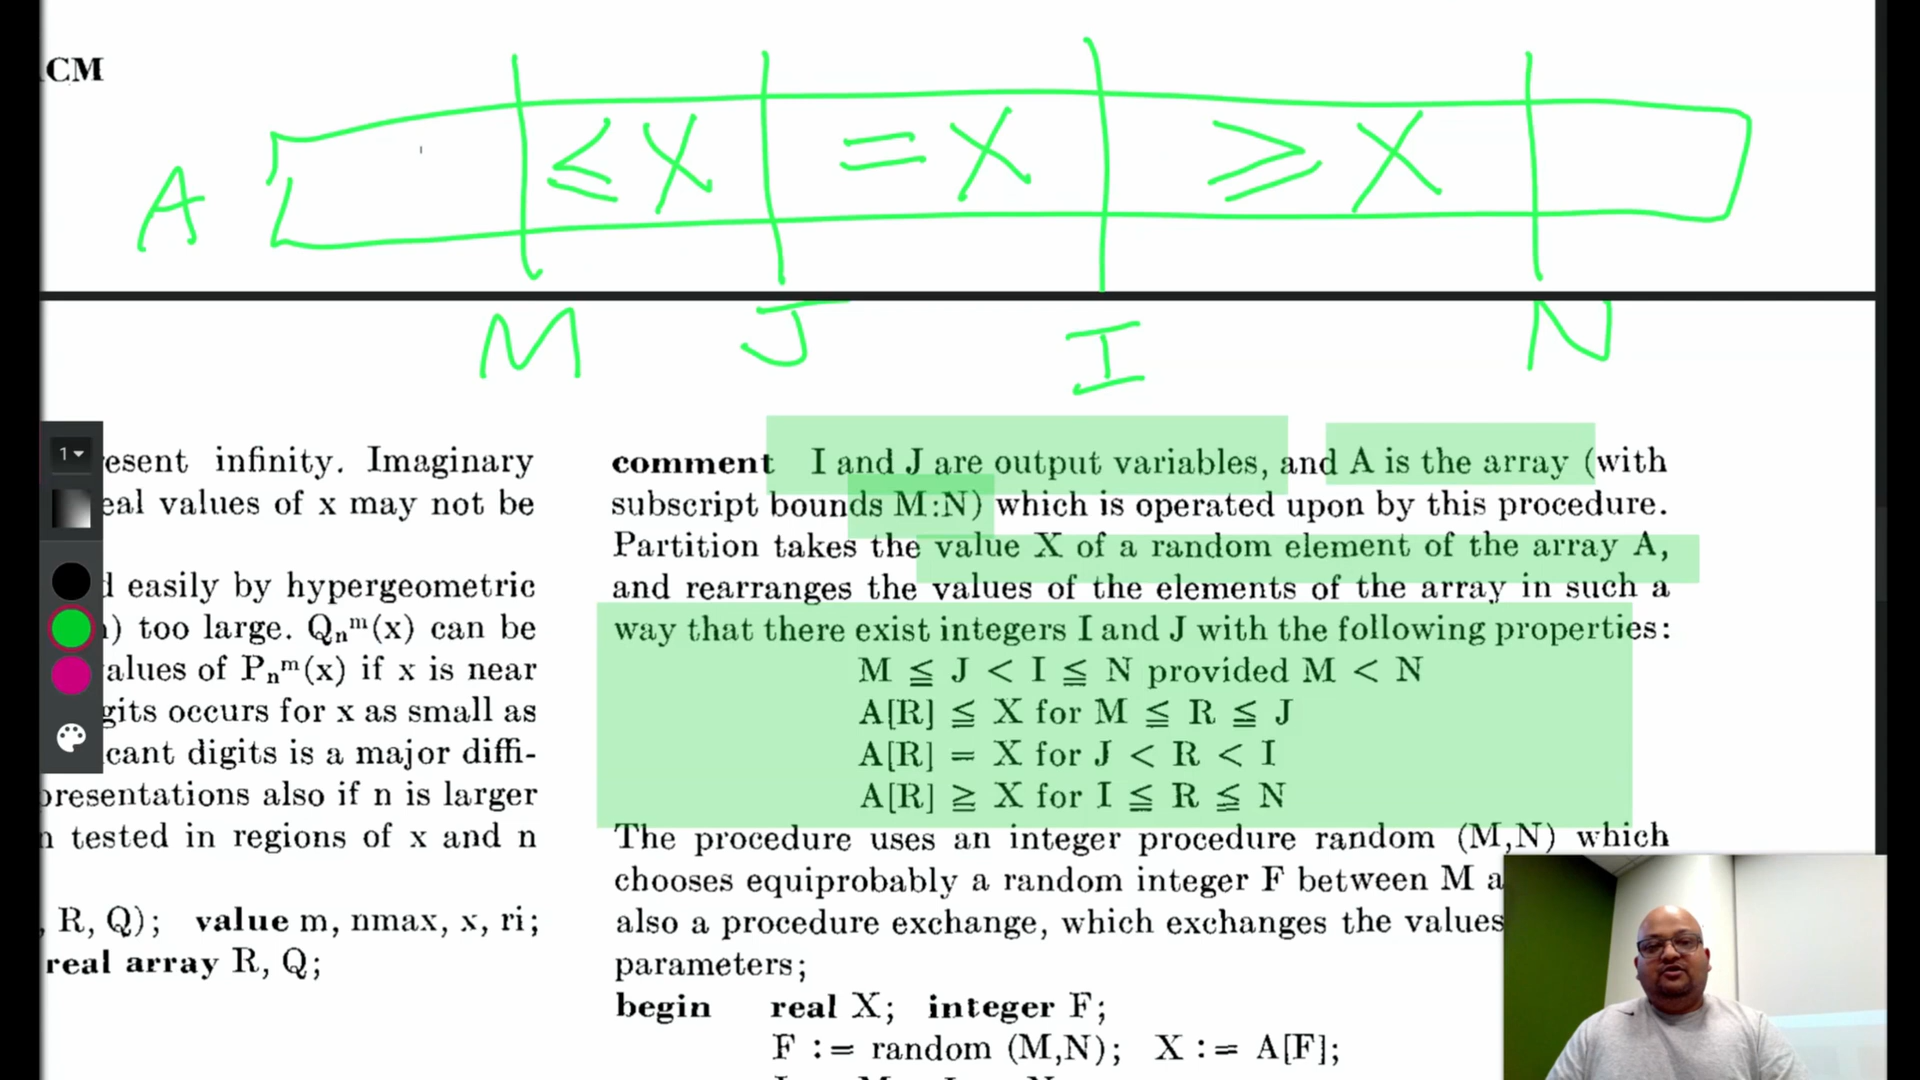 ACM
A ≤ X = X ≥ X
M J I N
1
esent infinity. Imaginary
eal values of x may not be
d easily by hypergeometric
) too large. Qₙᵐ(x) can be
alues of Pₙᵐ(x) if x is near
gits occurs for x as small as
cant digits is a major diffi-
presentations also if n is larger
n tested in regions of x and n
, R, Q); value m, nmax, x, ri;
real array R, Q;
comment I and J are output variables, and A is the array (with
subscript bounds M:N) which is operated upon by this procedure.
Partition takes the value X of a random element of the array A,
and rearranges the values of the elements of the array in such a
way that there exist integers I and J with the following properties:
M ≦ J < I ≦ N provided M < N
A[R] ≦ X for M ≦ R ≦ J
A[R] = X for J < R < I
A[R] ≧ X for I ≦ R ≦ N
The procedure uses an integer procedure random (M,N) which
chooses equiprobably a random integer F between M a
also a procedure exchange, which exchanges the values
parameters;
begin real X; integer F;
F := random (M,N); X := A[F];